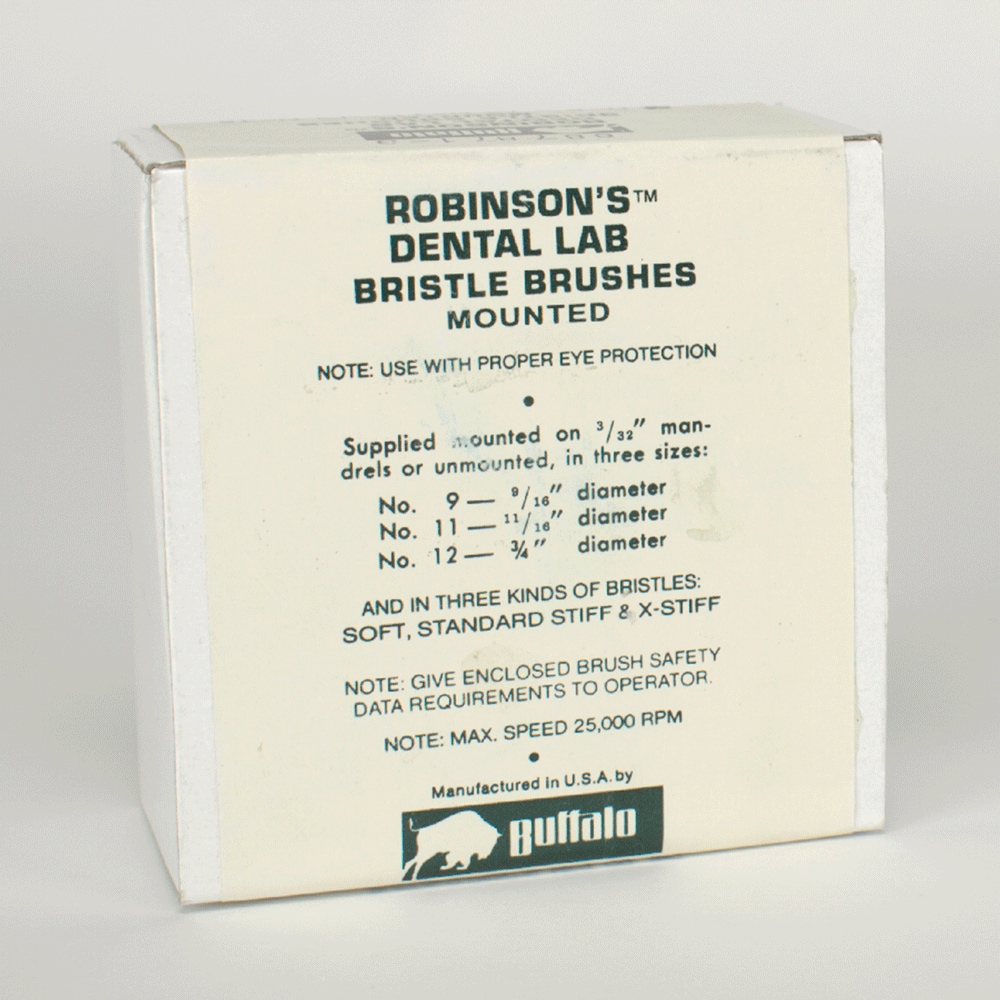 ROBINSON'S™
DENTAL LAB
BRISTLE BRUSHES
MOUNTED
NOTE: USE WITH PROPER EYE PROTECTION
•
Supplied mounted on 3/32" man-
drels or unmounted, in three sizes:
No. 9 — 9/16" diameter
No. 11 — 11/16" diameter
No. 12 — 3/4" diameter
AND IN THREE KINDS OF BRISTLES:
SOFT, STANDARD STIFF & X-STIFF
NOTE: GIVE ENCLOSED BRUSH SAFETY
DATA REQUIREMENTS TO OPERATOR.
NOTE: MAX. SPEED 25,000 RPM
•
Manufactured in U.S.A. by
Buffalo